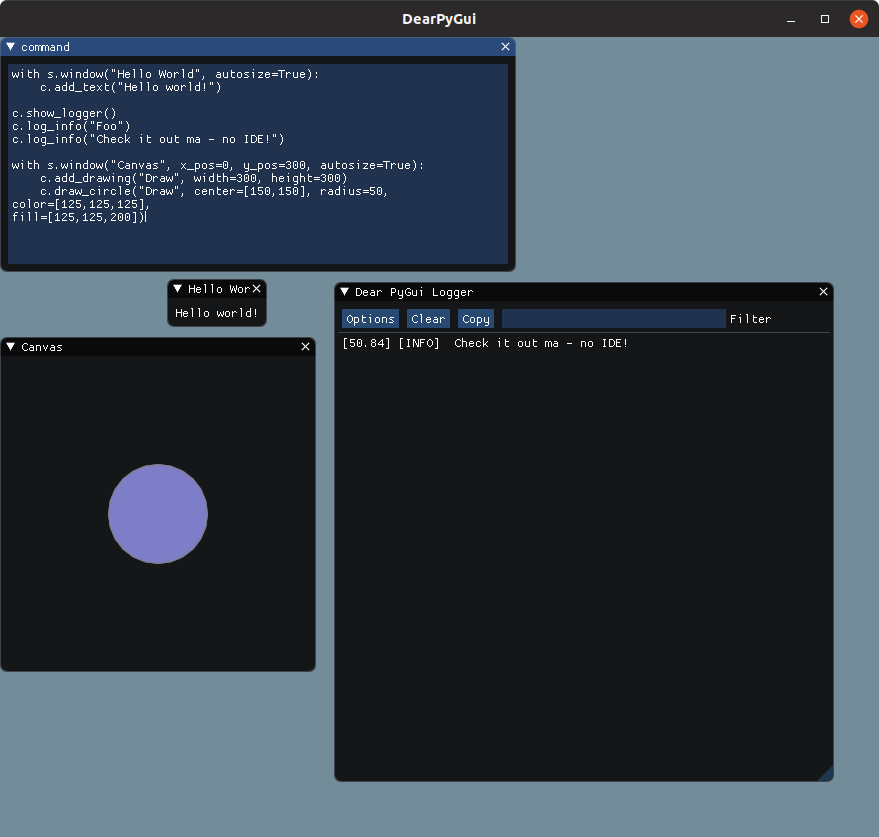 DearPyGui
command
with s.window("Hello World", autosize=True):
    c.add_text("Hello world!")
c.show_logger()
c.log_info("Foo")
c.log_info("Check it out ma - no IDE!")
with s.window("Canvas", x_pos=0, y_pos=300, autosize=True):
    c.add_drawing("Draw", width=300, height=300)
    c.draw_circle("Draw", center=[150,150], radius=50,
color=[125,125,125],
fill=[125,125,200])
Hello Wor
Hello world!
Dear PyGui Logger
Options Clear Copy Filter
[50.84] [INFO]  Check it out ma - no IDE!
Canvas